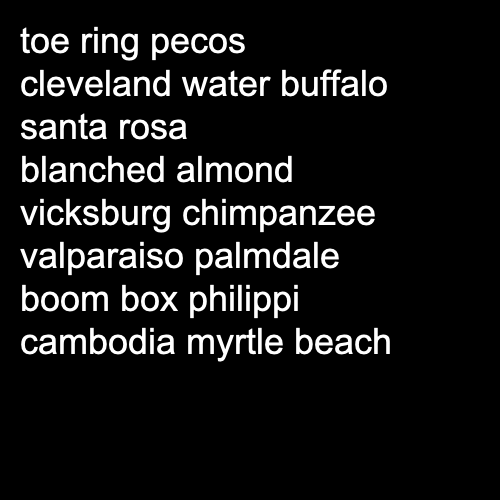 toe ring pecos
cleveland water buffalo
santa rosa
blanched almond
vicksburg chimpanzee
valparaiso palmdale
boom box philippi
cambodia myrtle beach